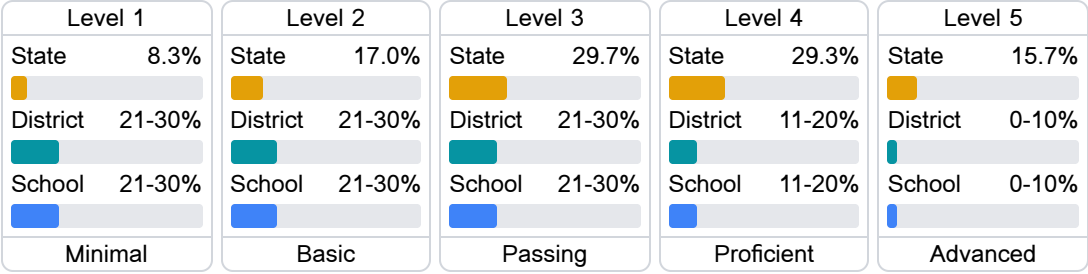 Level 1
State 8.3%
District 21-30%
School 21-30%
Minimal
Level 2
State 17.0%
District 21-30%
School 21-30%
Basic
Level 3
State 29.7%
District 21-30%
School 21-30%
Passing
Level 4
State 29.3%
District 11-20%
School 11-20%
Proficient
Level 5
State 15.7%
District 0-10%
School 0-10%
Advanced